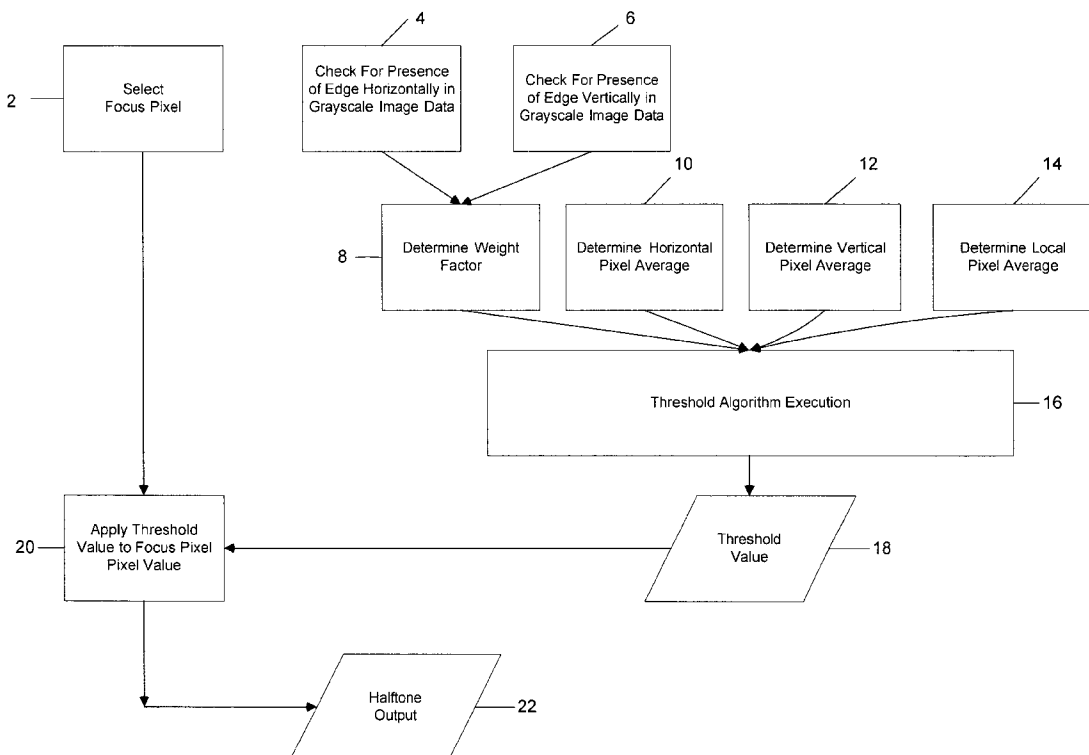 4
6
2
Select
Focus Pixel
Check For Presence
of Edge Horizontally in
Grayscale Image Data
Check For Presence
of Edge Vertically in
Grayscale Image Data
10
12
14
8
Determine Weight
Factor
Determine Horizontal
Pixel Average
Determine Vertical
Pixel Average
Determine Local
Pixel Average
Threshold Algorithm Execution
16
20
Apply Threshold
Value to Focus Pixel
Pixel Value
Threshold
Value
18
Halftone
Output
22